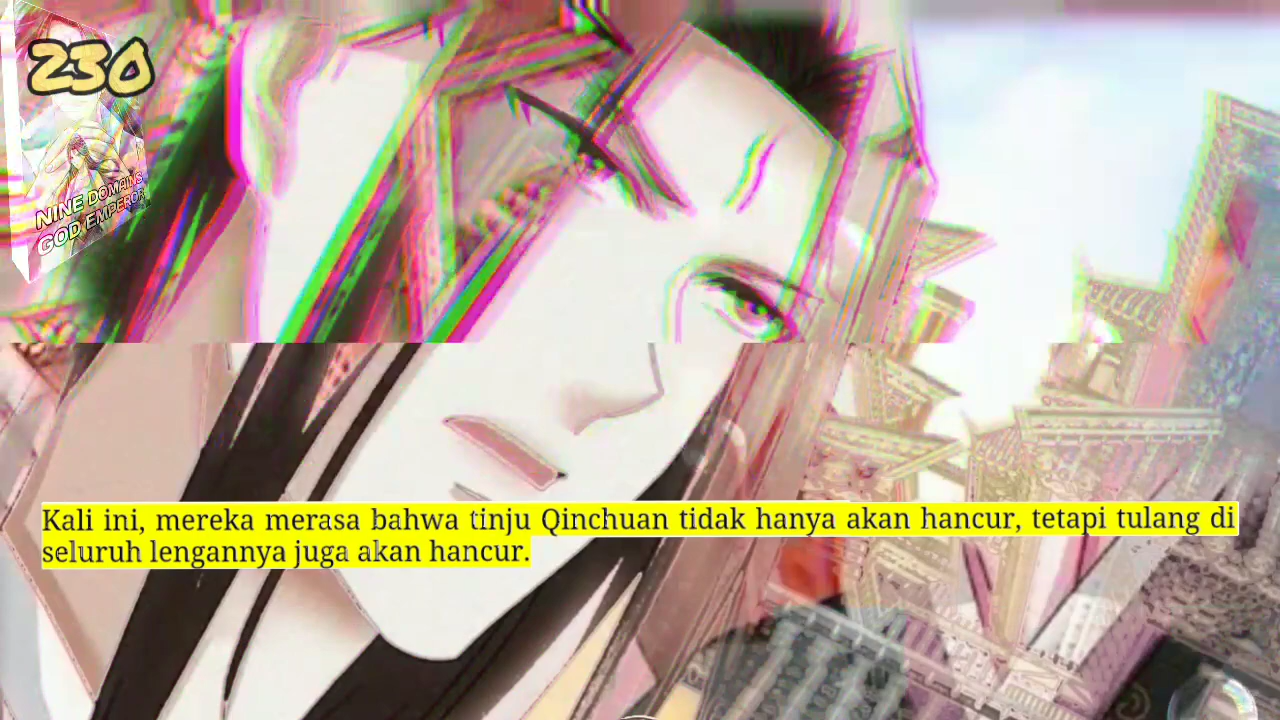 230
NINE DOMAINS
GOD EMPEROR
Kali ini, mereka merasa bahwa tinju Qinchuan tidak hanya akan hancur, tetapi tulang di
seluruh lengannya juga akan hancur.